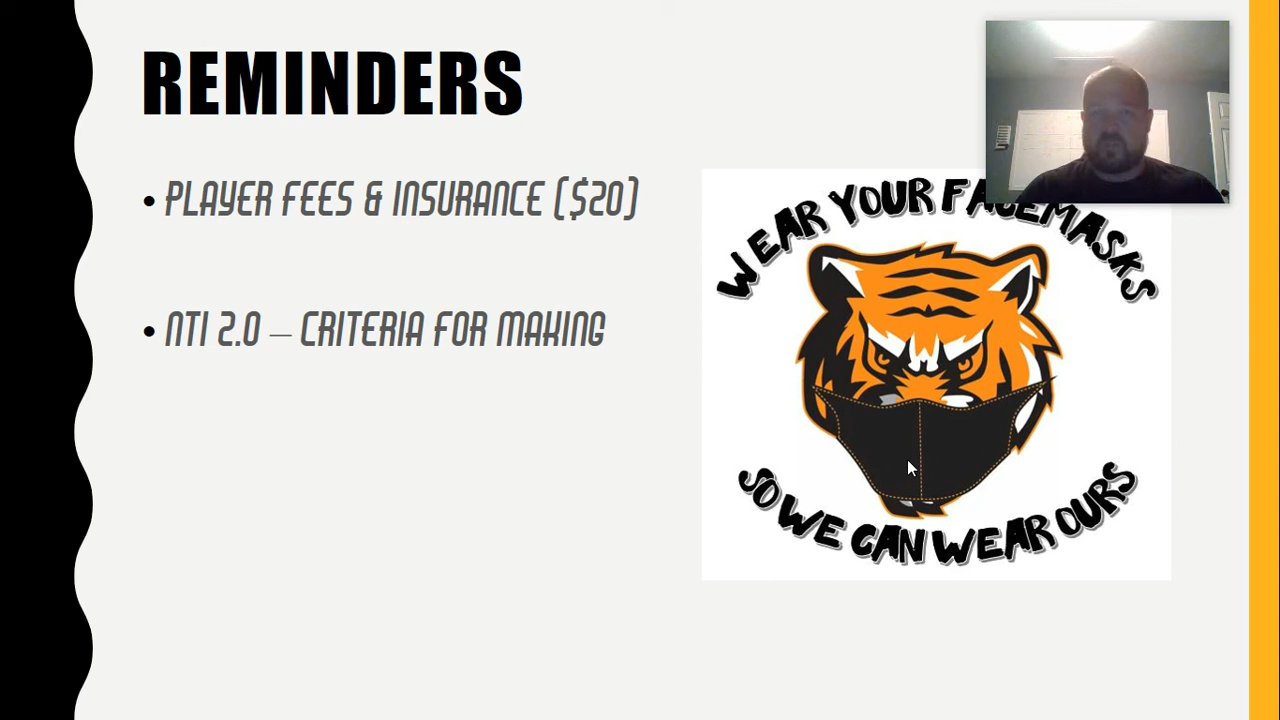 REMINDERS
• PLAYER FEES & INSURANCE ($20)
• NTI 2.0 – CRITERIA FOR MAKING
WEAR YOUR FACEMASKS
SO WE CAN WEAR OURS